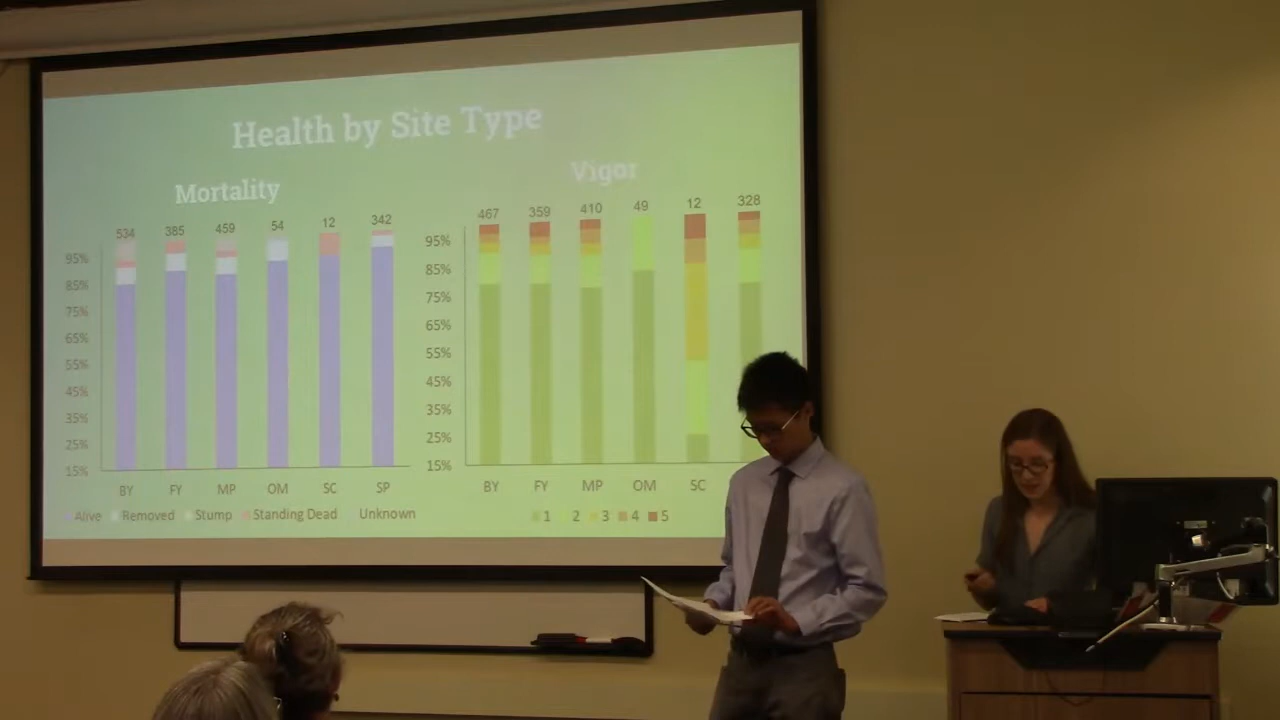 Health by Site Type
Mortality
534 385 459 54 12 342
95%
85%
75%
65%
55%
45%
35%
25%
15%
BY FY MP OM SC SP
Alive Removed Stump Standing Dead Unknown
Vigor
467 359 410 49 12 328
95%
85%
75%
65%
55%
45%
35%
25%
15%
BY FY MP OM SC
1 2 3 4 5